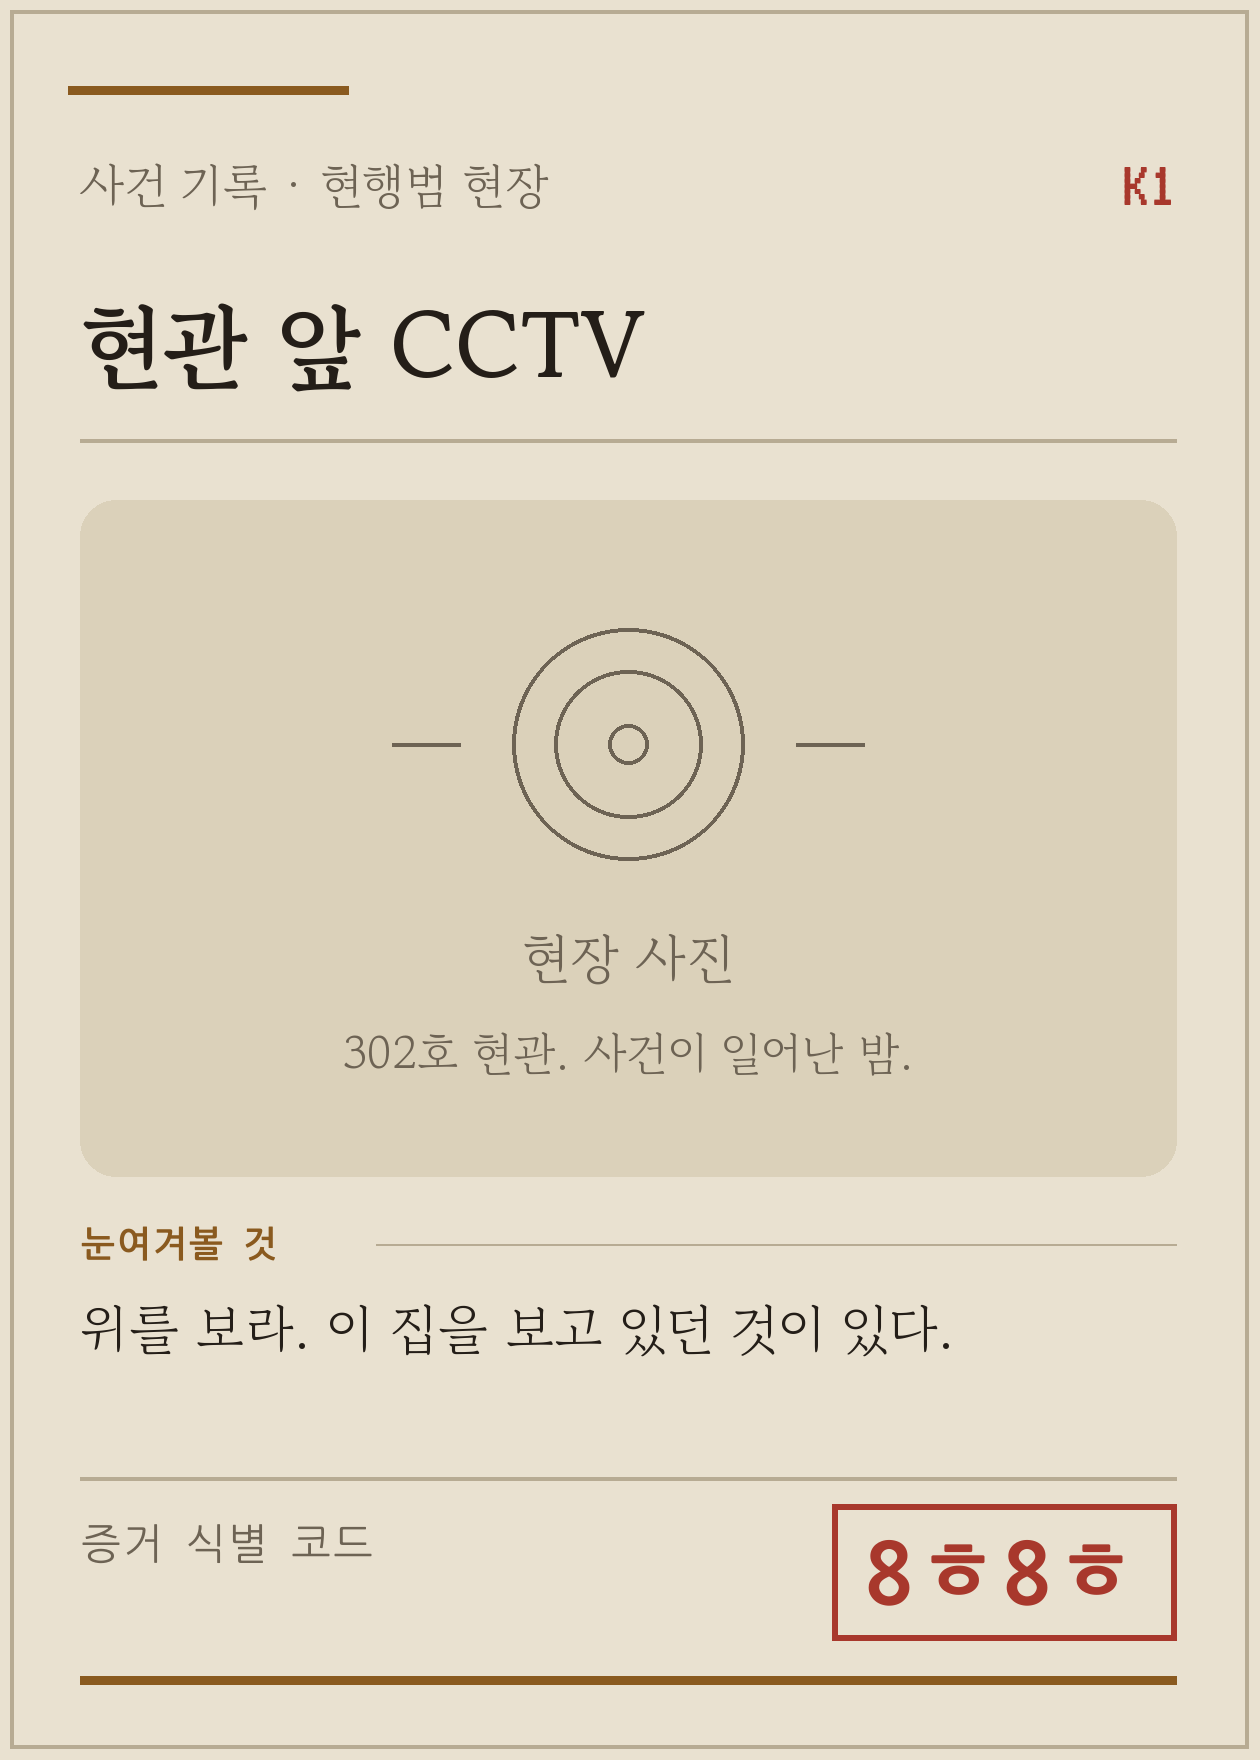 사건 기록 · 현행범 현장
K1
현관 앞 CCTV
현장 사진
302호 현관. 사건이 일어난 밤.
눈여겨볼 것
위를 보라. 이 집을 보고 있던 것이 있다.
증거 식별 코드
8ㅎ8ㅎ